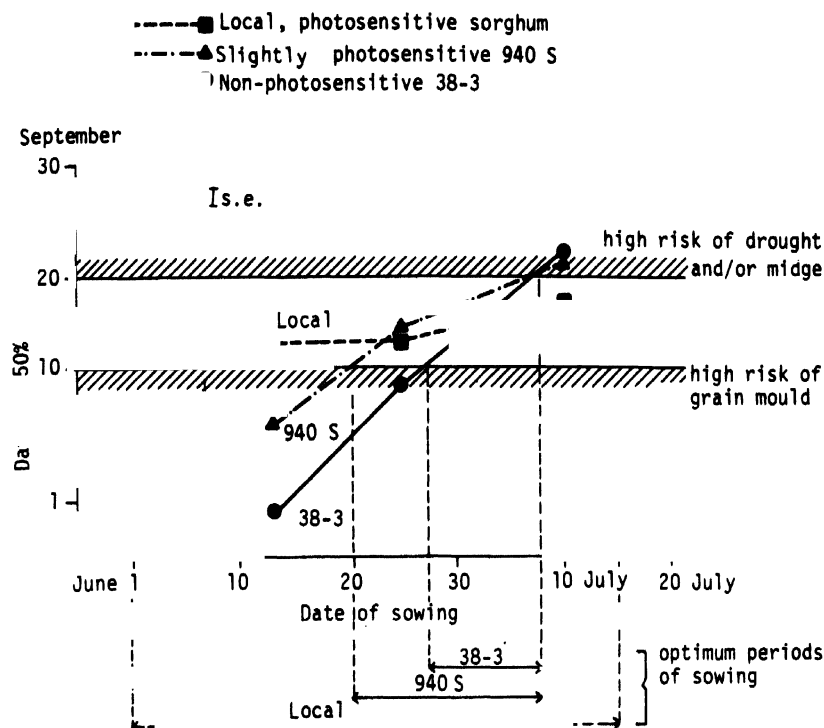 Local, photosensitive sorghum
Slightly photosensitive 940 S
Non-photosensitive 38-3
September
30
Is.e.
high risk of drought
and/or midge
20
Local
50%
10
high risk of
grain mould
940 S
Da
1
38-3
June 1 10 20 30 10 July 20 July
Date of sowing
38-3
optimum periods
of sowing
940 S
Local